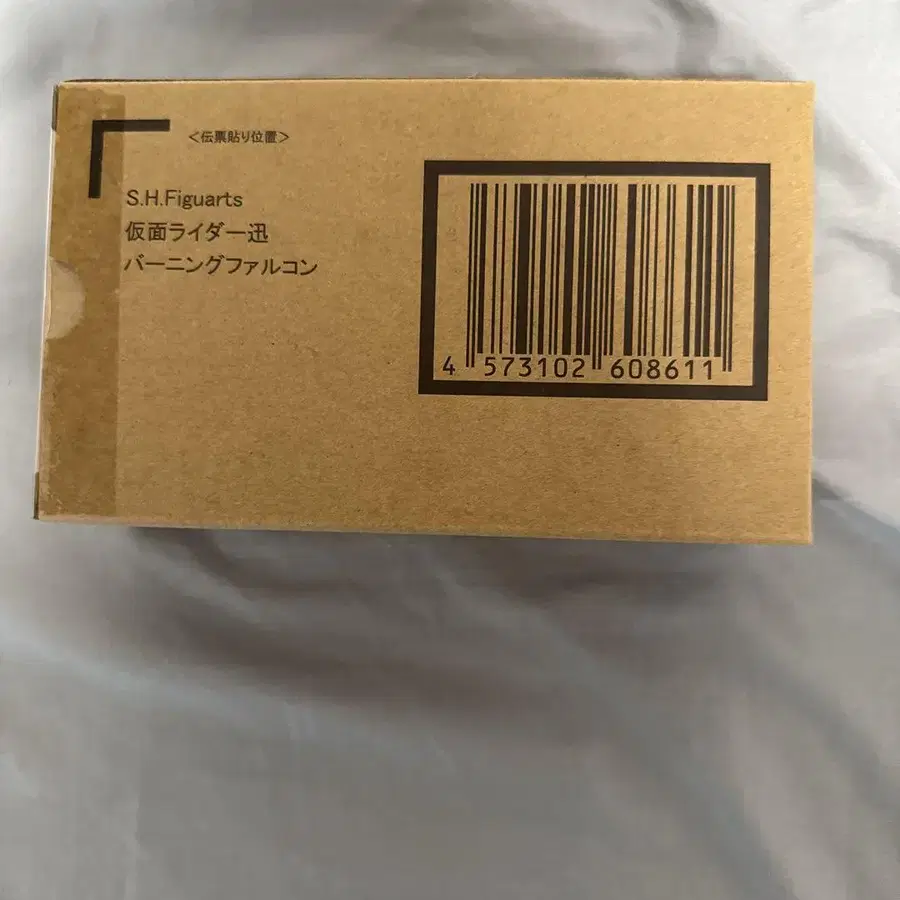 <伝票貼り位置>
S.H.Figuarts
仮面ライダー迅
バーニングファルコン
4 573102 608611